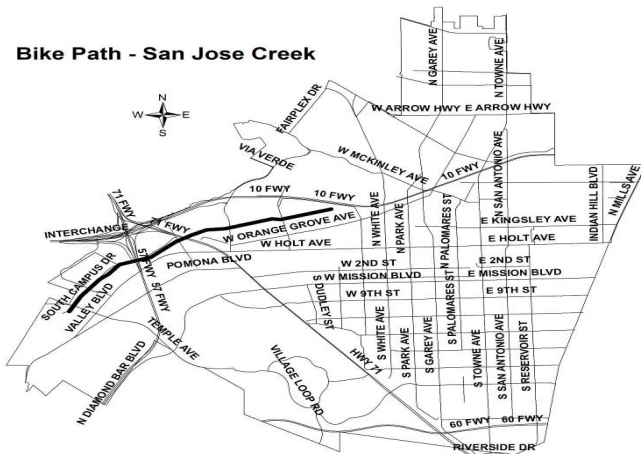 Bike Path - San Jose Creek
N
W E
S
N GAREY AVE
N TOWNE AVE
FAIRPLEX DR
W ARROW HWY E ARROW HWY
VIA VERDE
W MCKINLEY AVE
10 FWY
10 FWY
10 FWY
N SAN ANTONIO AVE
INDIAN HILL BLVD
N MILLS AVE
71 FWY
71 FWY
INTERCHANGE
W ORANGE GROVE AVE
N WHITE AVE
N PARK AVE
N PALOMARES ST
E KINGSLEY AVE
W HOLT AVE
E HOLT AVE
57 FWY
57 FWY
POMONA BLVD
SOUTH CAMPUS DR
VALLEY BLVD
W 2ND ST
E 2ND ST
W MISSION BLVD
E MISSION BLVD
W 9TH ST
E 9TH ST
S DUDLEY ST
TEMPLE AVE
N DIAMOND BAR BLVD
HWY 71
VILLAGE LOOP RD
S WHITE AVE
S PARK AVE
S GAREY AVE
S PALOMARES ST
S TOWNE AVE
S SAN ANTONIO AVE
S RESERVOIR ST
60 FWY 60 FWY
RIVERSIDE DR